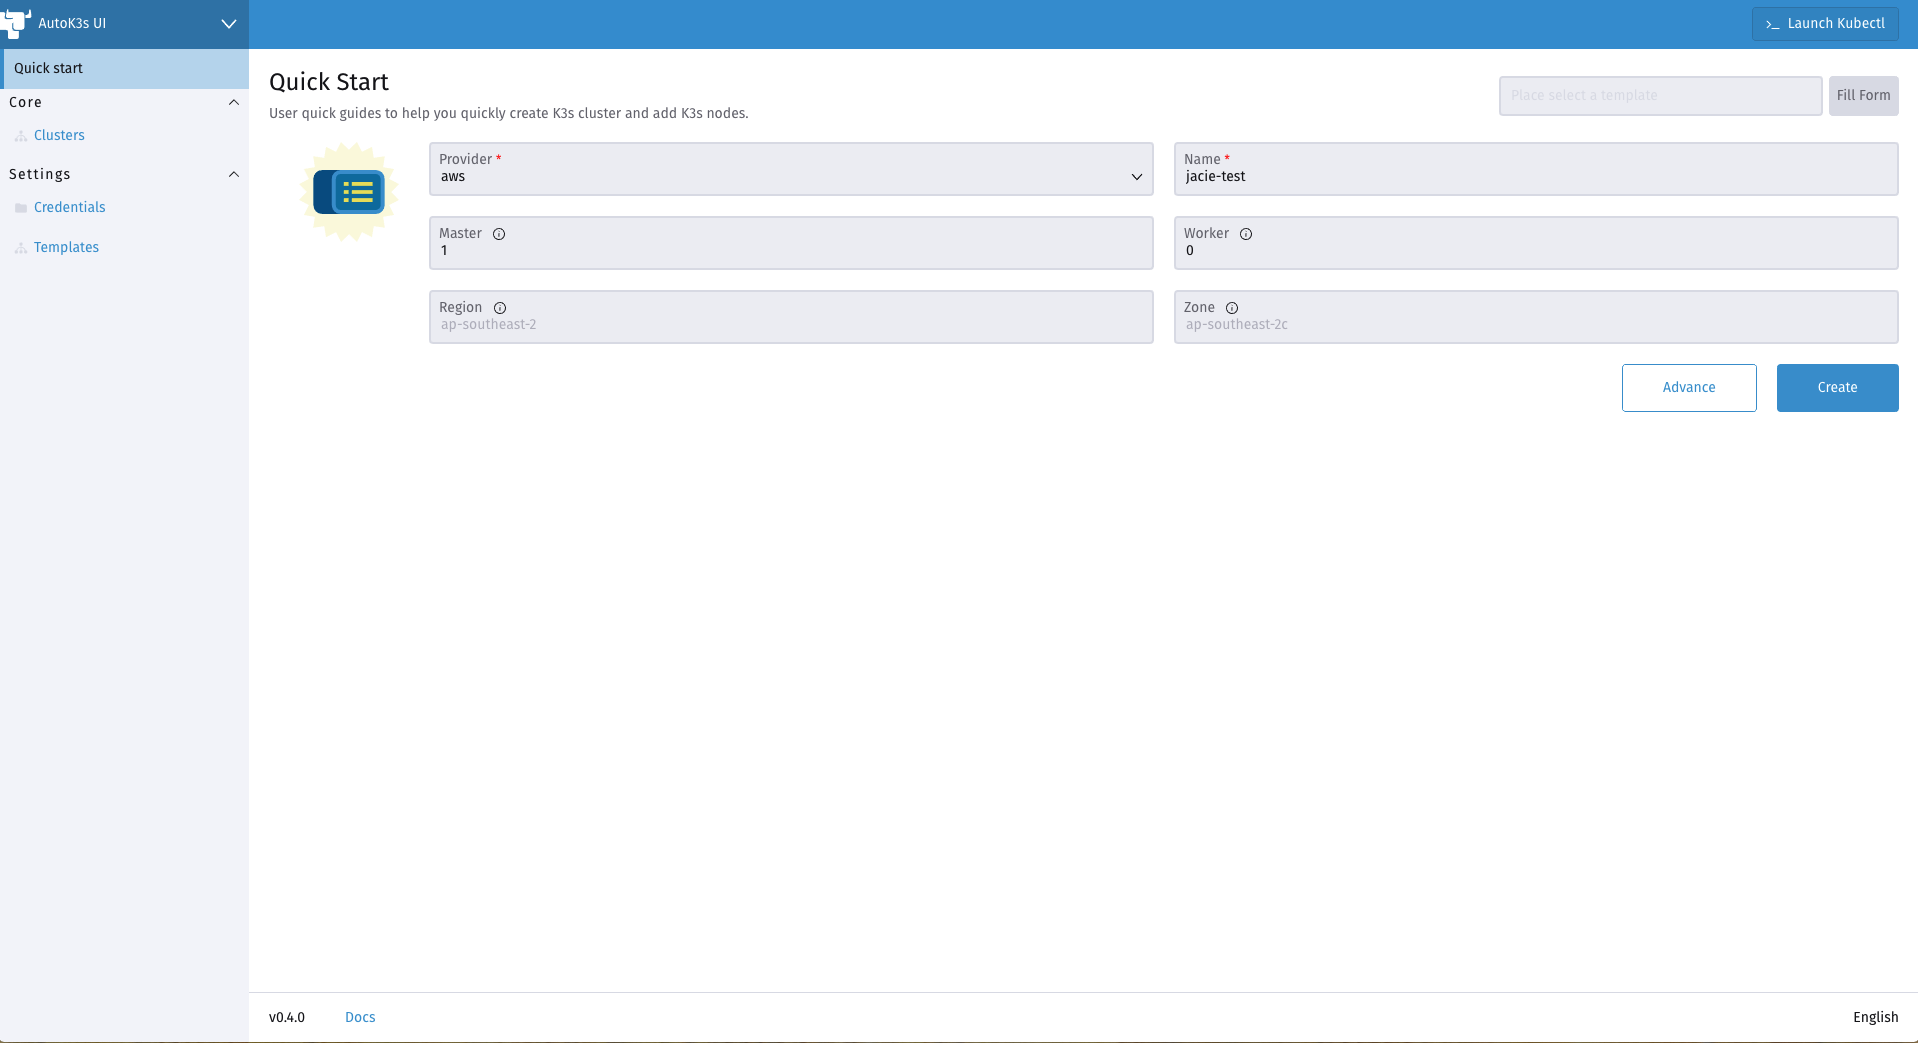 AutoK3s UI
Launch Kubectl
Quick start
Core
Clusters
Settings
Credentials
Templates
Quick Start
User quick guides to help you quickly create K3s cluster and add K3s nodes.
Place select a template
Fill Form
Provider *
aws
Name *
jacie-test
Master
1
Worker
0
Region
ap-southeast-2
Zone
ap-southeast-2c
Advance
Create
v0.4.0
Docs
English